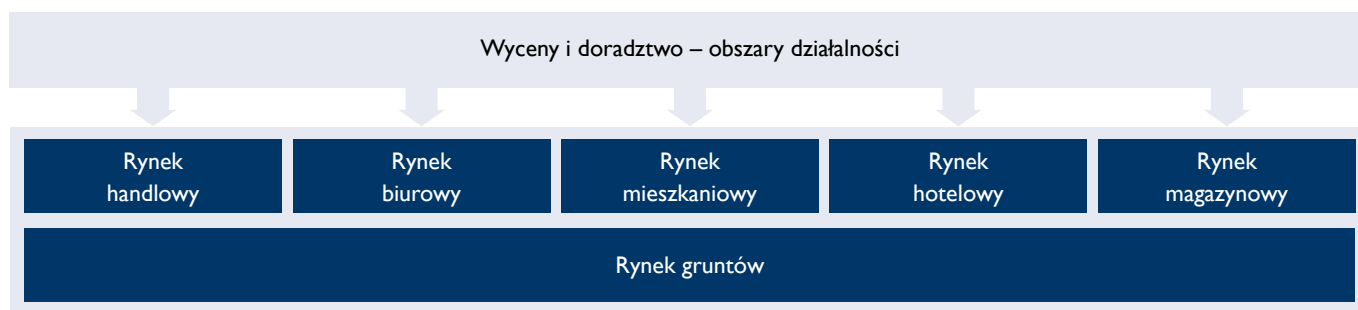 Wyceny i doradztwo – obszary działalności
Rynek
handlowy
Rynek
biurowy
Rynek
mieszkaniowy
Rynek
hotelowy
Rynek
magazynowy
Rynek gruntów